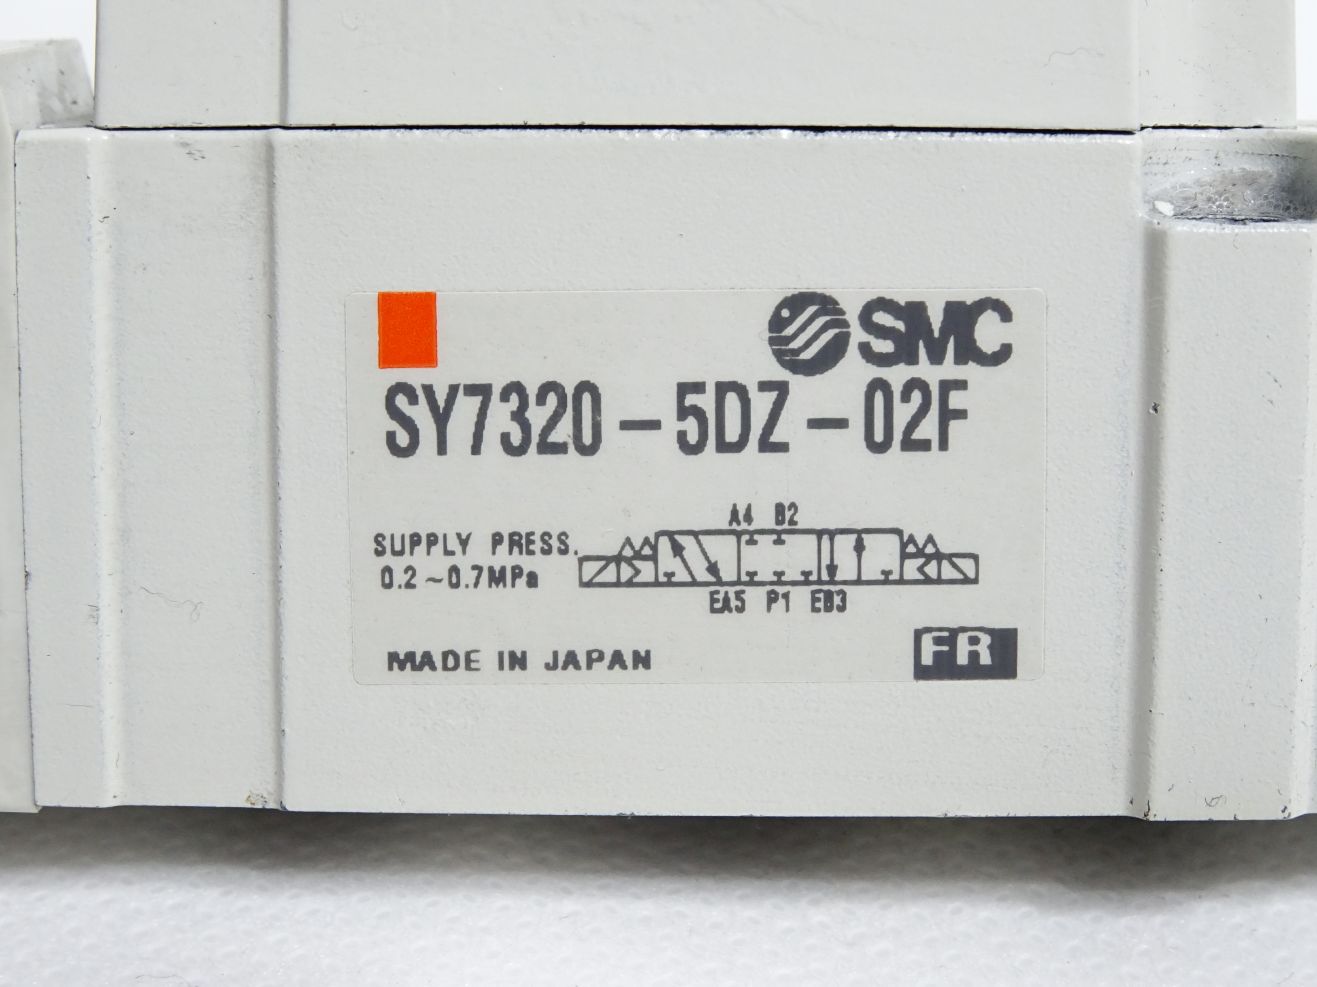 SMC
SY7320-5DZ-02F
A4 B2
SUPPLY PRESS.
0.2~0.7MPa
EA5 P1 EB3
MADE IN JAPAN
FR